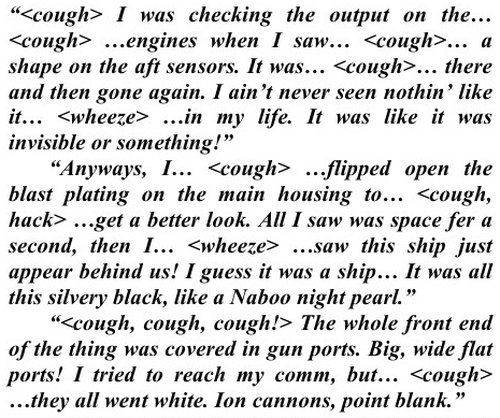 “<cough> I was checking the output on the…
<cough> …engines when I saw… <cough>… a
shape on the aft sensors. It was… <cough>… there
and then gone again. I ain’t never seen nothin’ like
it… <wheeze> …in my life. It was like it was
invisible or something!”
“Anyways, I… <cough> …flipped open the
blast plating on the main housing to… <cough,
hack> …get a better look. All I saw was space fer a
second, then I… <wheeze> …saw this ship just
appear behind us! I guess it was a ship… It was all
this silvery black, like a Naboo night pearl.”
“<cough, cough, cough!> The whole front end
of the thing was covered in gun ports. Big, wide flat
ports! I tried to reach my comm, but… <cough>
…they all went white. Ion cannons, point blank.”